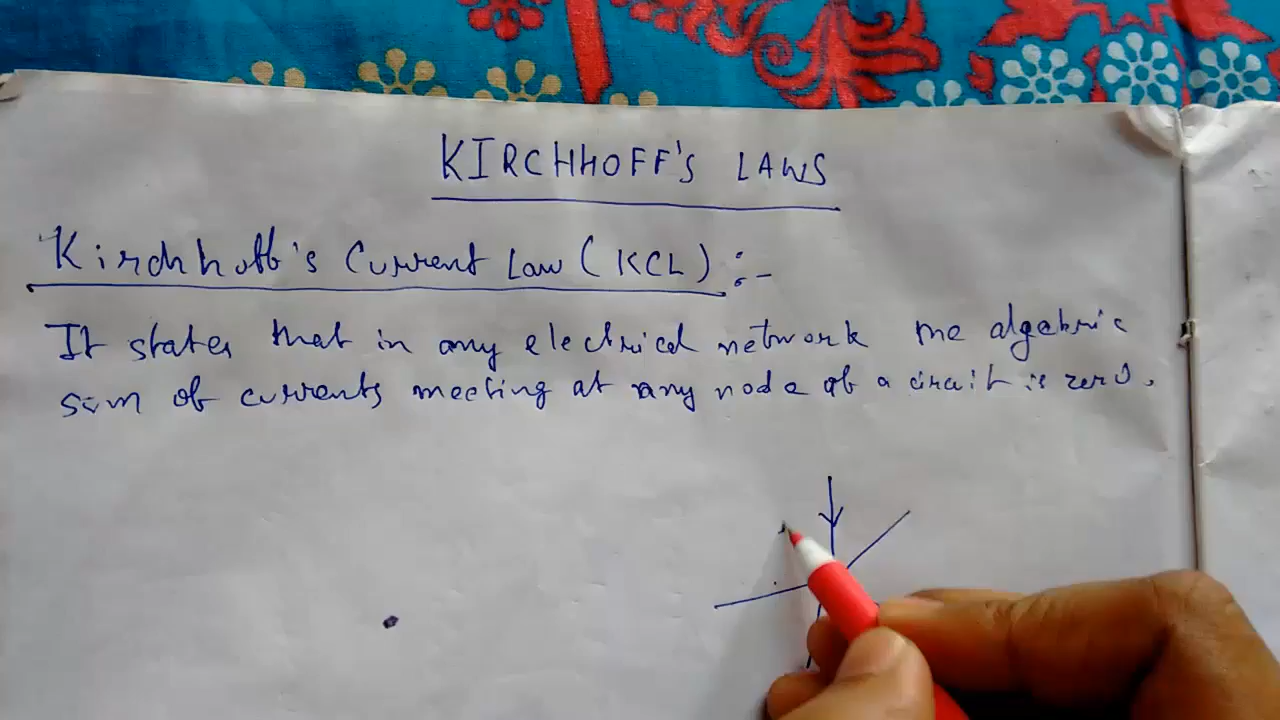 KIRCHHOFF'S LAWS
Kirchhoff's Current Law (KCL) :-
It states that in any electrical network the algebric
sum of currents meeting at any node of a circuit is zero.